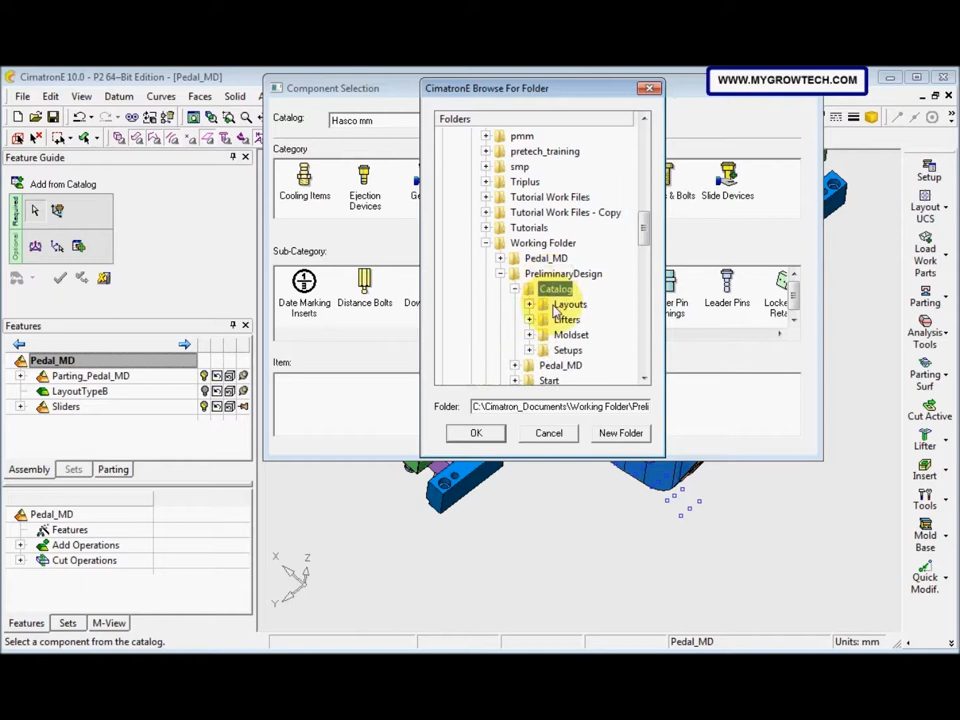 WWW.MYGROWTECH.COM
CimatronE 10.0 - P2 64-Bit Edition - [Pedal_MD]
File Edit View Datum Curves Faces Solid
Feature Guide
Add from Catalog
Required
Optional
Features
Pedal_MD
Parting_Pedal_MD
LayoutTypeB
Sliders
Assembly Sets Parting
Pedal_MD
Features
Add Operations
Cut Operations
Features Sets M-View
Select a component from the catalog.
Pedal_MD
Units: mm
Component Selection
Catalog: Hasco mm
Category
Cooling Items
Ejection Devices
& Bolts
Slide Devices
Sub-Category:
Date Marking Inserts
Distance Bolts
Leader Pins
Item:
CimatronE Browse For Folder
Folders
pmm
pretech_training
smp
Triplus
Tutorial Work Files
Tutorial Work Files - Copy
Tutorials
Working Folder
Pedal_MD
PreliminaryDesign
Catalog
Layouts
Lifters
Moldset
Setups
Pedal_MD
Start
Folder: C:\Cimatron_Documents\Working Folder\Preli
OK Cancel New Folder
X
Z
Y
Setup
Layout UCS
Load Work Parts
Parting
Analysis Tools
Parting Surf
Cut Active
Lifter
Insert
Tools
Mold Base
Quick Modif.